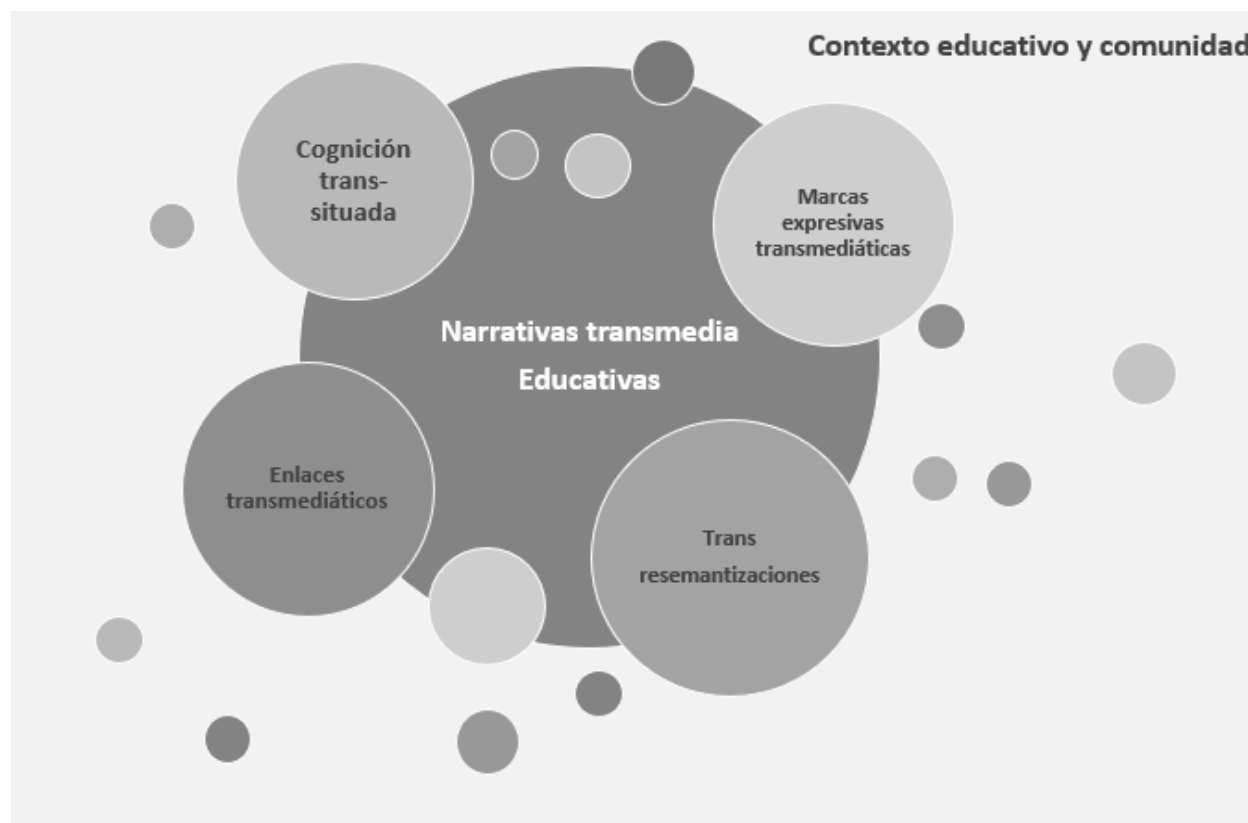 Contexto educativo y comunidad
Cognición
trans-
situada
Marcas
expresivas
transmediáticas
Narrativas transmedia
Educativas
Enlaces
transmediáticos
Trans
resemantizaciones